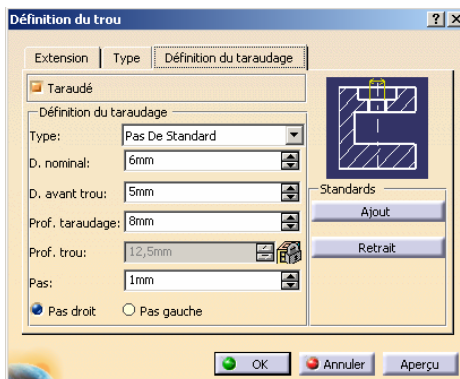 Définition du trou
Extension Type Définition du taraudage
Taraudé
Définition du taraudage
Type: Pas De Standard
D. nominal: 6mm
D. avant trou: 5mm
Prof. taraudage: 8mm
Prof. trou: 12,5mm
Pas: 1mm
Pas droit Pas gauche
Standards
Ajout
Retrait
OK Annuler Aperçu